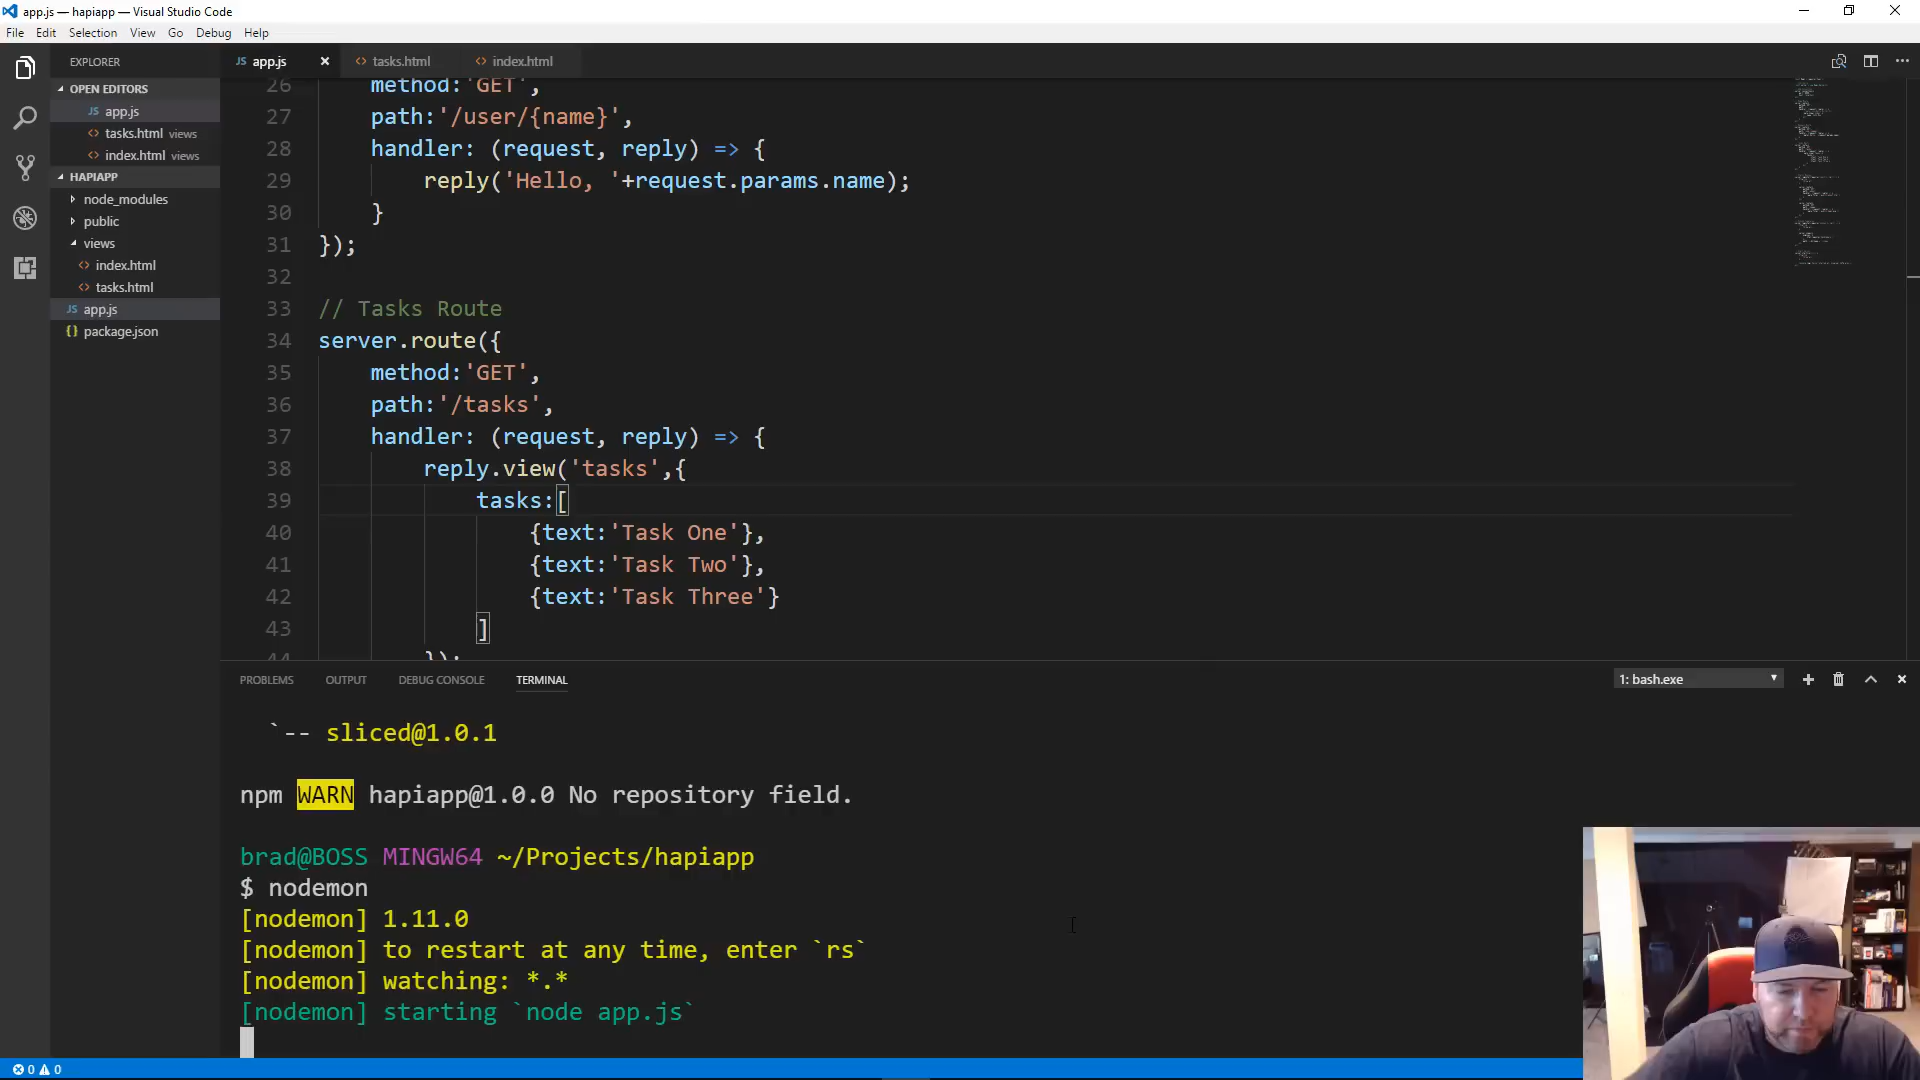 app.js — hapiapp — Visual Studio Code
File Edit Selection View Go Debug Help
EXPLORER
OPEN EDITORS
JS app.js
<> tasks.html views
<> index.html views
HAPIAPP
node_modules
public
views
<> index.html
<> tasks.html
JS app.js
{} package.json
JS app.js
<> tasks.html
<> index.html
26 method:'GET',
27 path:'/user/{name}',
28 handler: (request, reply) => {
29 reply('Hello, '+request.params.name);
30 }
31 });
32
33 // Tasks Route
34 server.route({
35 method:'GET',
36 path:'/tasks',
37 handler: (request, reply) => {
38 reply.view('tasks',{
39 tasks:[
40 {text:'Task One'},
41 {text:'Task Two'},
42 {text:'Task Three'}
43 ]
44 });
PROBLEMS OUTPUT DEBUG CONSOLE TERMINAL
1: bash.exe
`-- sliced@1.0.1
npm WARN hapiapp@1.0.0 No repository field.
brad@BOSS MINGW64 ~/Projects/hapiapp
$ nodemon
[nodemon] 1.11.0
[nodemon] to restart at any time, enter `rs`
[nodemon] watching: *.*
[nodemon] starting `node app.js`
0 0